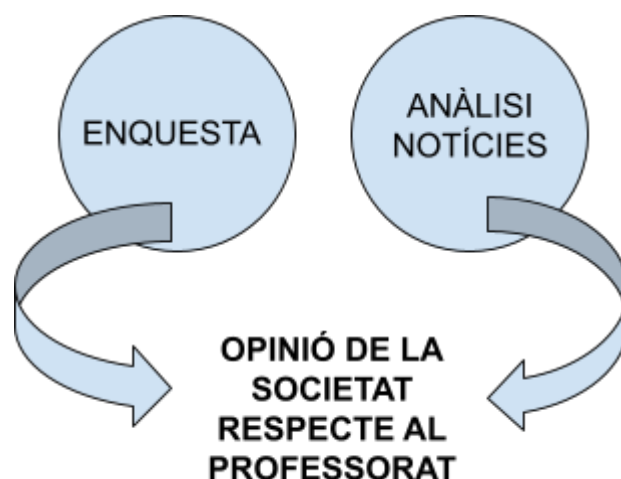 ENQUESTA
ANÀLISI
NOTÍCIES
OPINIÓ DE LA
SOCIETAT
RESPECTE AL
PROFESSORAT